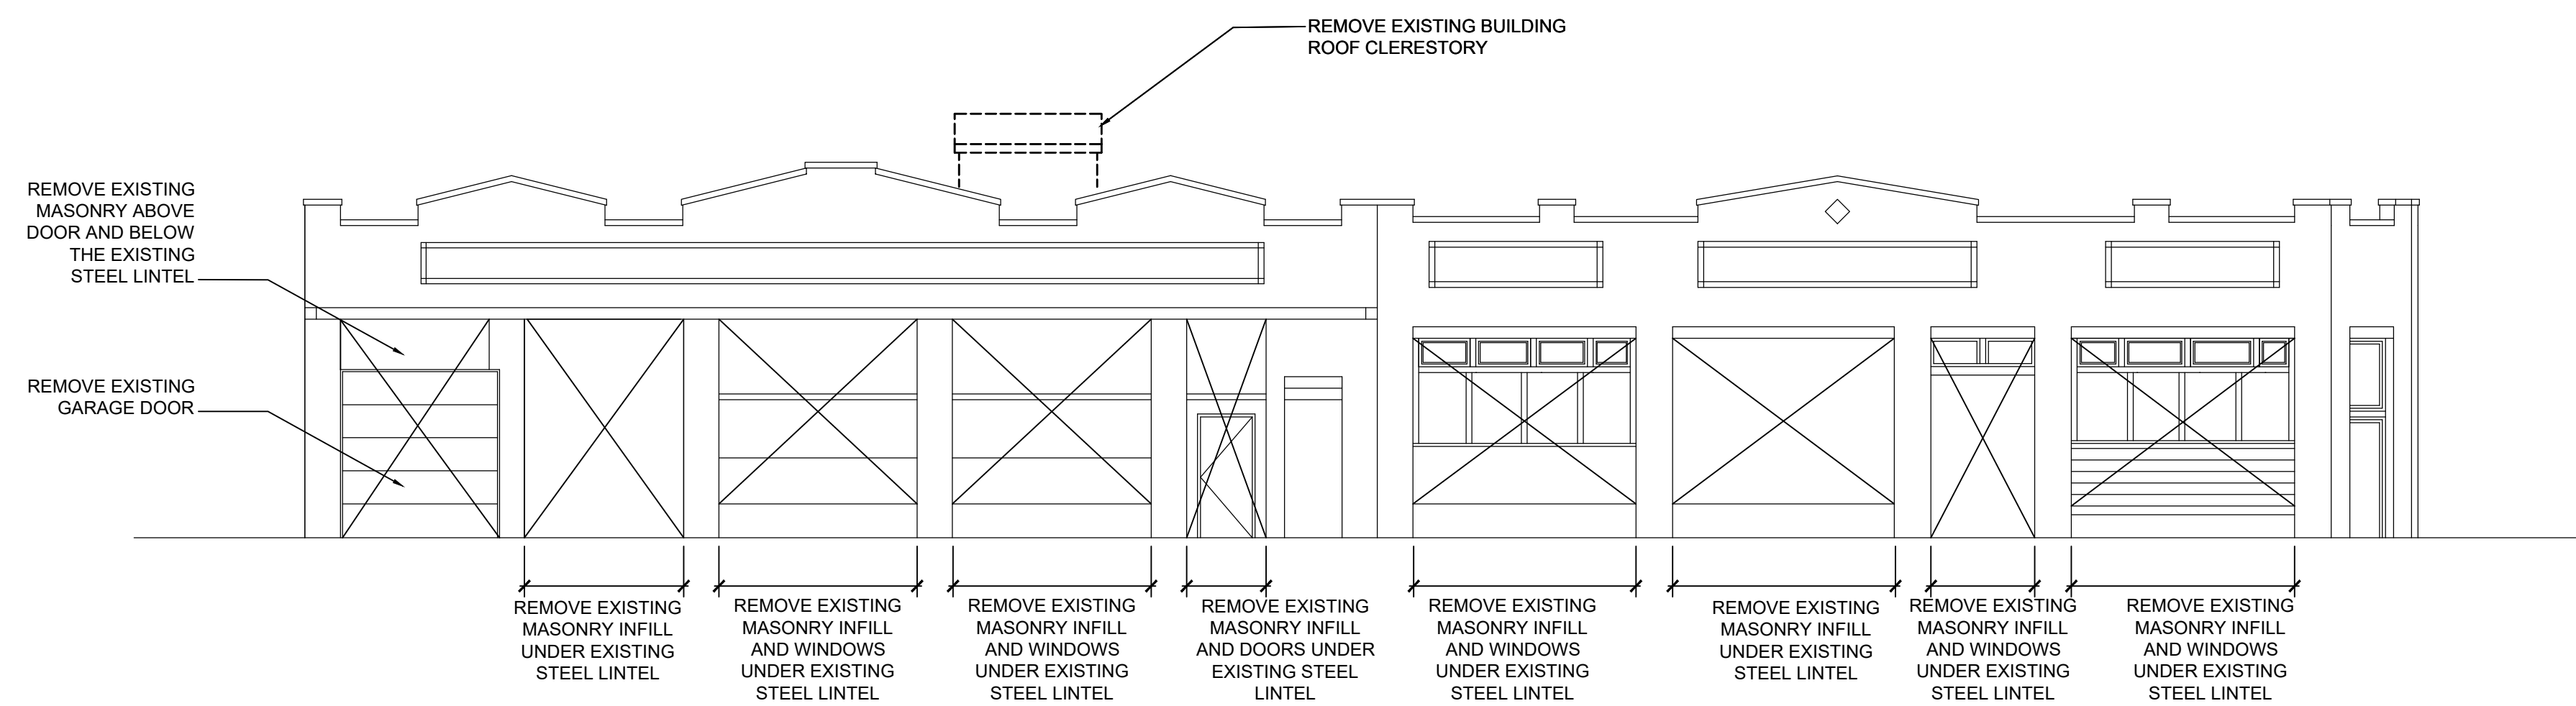 REMOVE EXISTING BUILDING
ROOF CLERESTORY
REMOVE EXISTING
MASONRY ABOVE
DOOR AND BELOW
THE EXISTING
STEEL LINTEL
REMOVE EXISTING
GARAGE DOOR
REMOVE EXISTING
MASONRY INFILL
UNDER EXISTING
STEEL LINTEL
REMOVE EXISTING
MASONRY INFILL
AND WINDOWS
UNDER EXISTING
STEEL LINTEL
REMOVE EXISTING
MASONRY INFILL
AND WINDOWS
UNDER EXISTING
STEEL LINTEL
REMOVE EXISTING
MASONRY INFILL
AND DOORS UNDER
EXISTING STEEL
LINTEL
REMOVE EXISTING
MASONRY INFILL
AND WINDOWS
UNDER EXISTING
STEEL LINTEL
REMOVE EXISTING
MASONRY INFILL
UNDER EXISTING
STEEL LINTEL
REMOVE EXISTING
MASONRY INFILL
AND WINDOWS
UNDER EXISTING
STEEL LINTEL
REMOVE EXISTING
MASONRY INFILL
AND WINDOWS
UNDER EXISTING
STEEL LINTEL